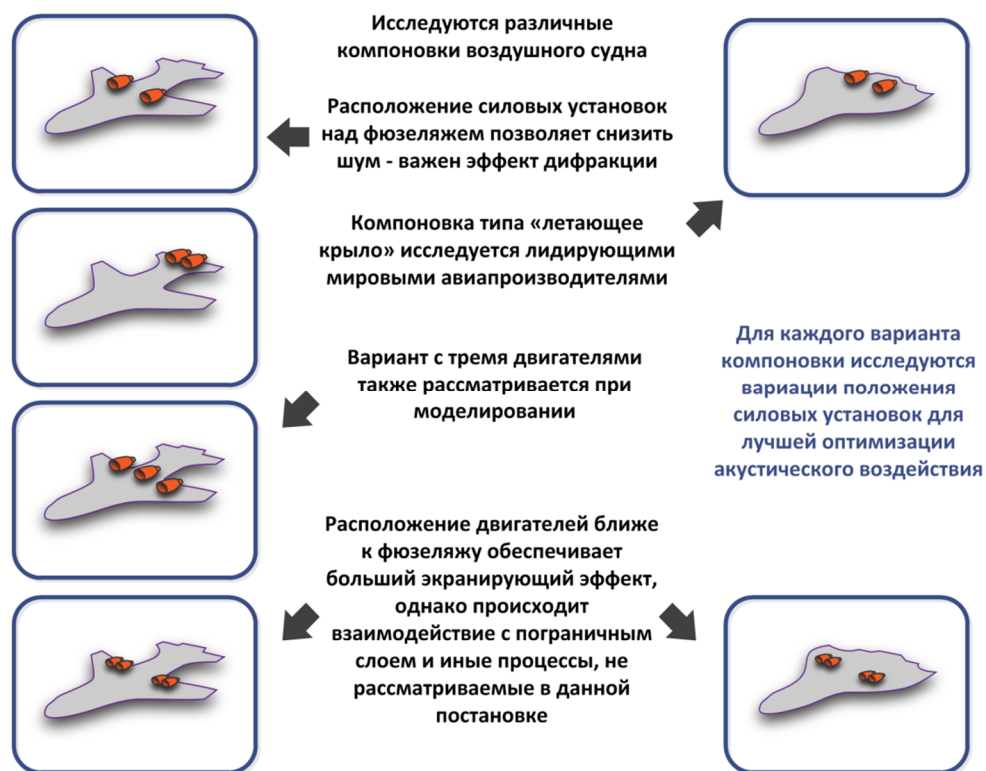 Исследуются различные
компоновки воздушного судна
Расположение силовых установок
над фюзеляжем позволяет снизить
шум - важен эффект дифракции
Компоновка типа «летающее
крыло» исследуется лидирующими
мировыми авиапроизводителями
Для каждого варианта
компоновки исследуются
вариации положения
силовых установок для
лучшей оптимизации
акустического воздействия
Вариант с тремя двигателями
также рассматривается при
моделировании
Расположение двигателей ближе
к фюзеляжу обеспечивает
больший экранирующий эффект,
однако происходит
взаимодействие с пограничным
слоем и иные процессы, не
рассматриваемые в данной
постановке